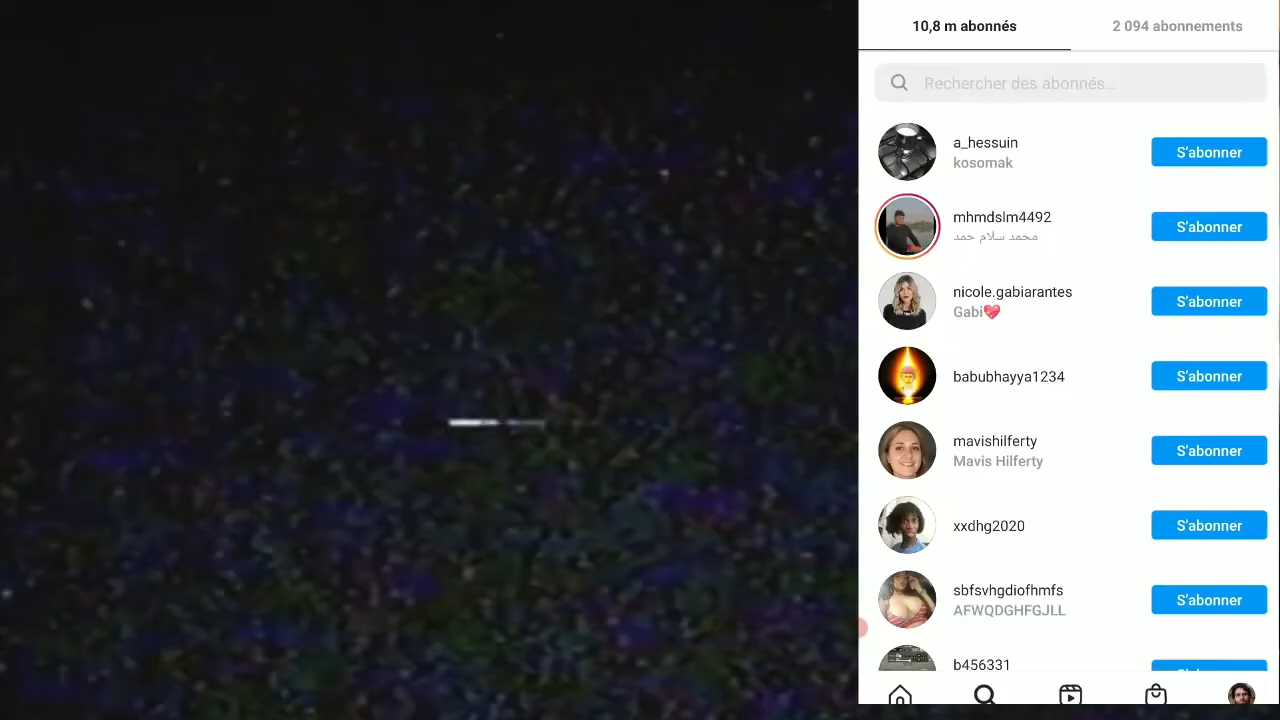 10,8 m abonnés
2 094 abonnements
Rechercher des abonnés...
a_hessuin
kosomak
S'abonner
mhmdslm4492
محمد سلام حمد
S'abonner
nicole.gabiarantes
Gabi💖
S'abonner
babubhayya1234
S'abonner
mavishilferty
Mavis Hilferty
S'abonner
xxdhg2020
S'abonner
sbfsvhgdiofhmfs
AFWQDGHFGJLL
S'abonner
b456331